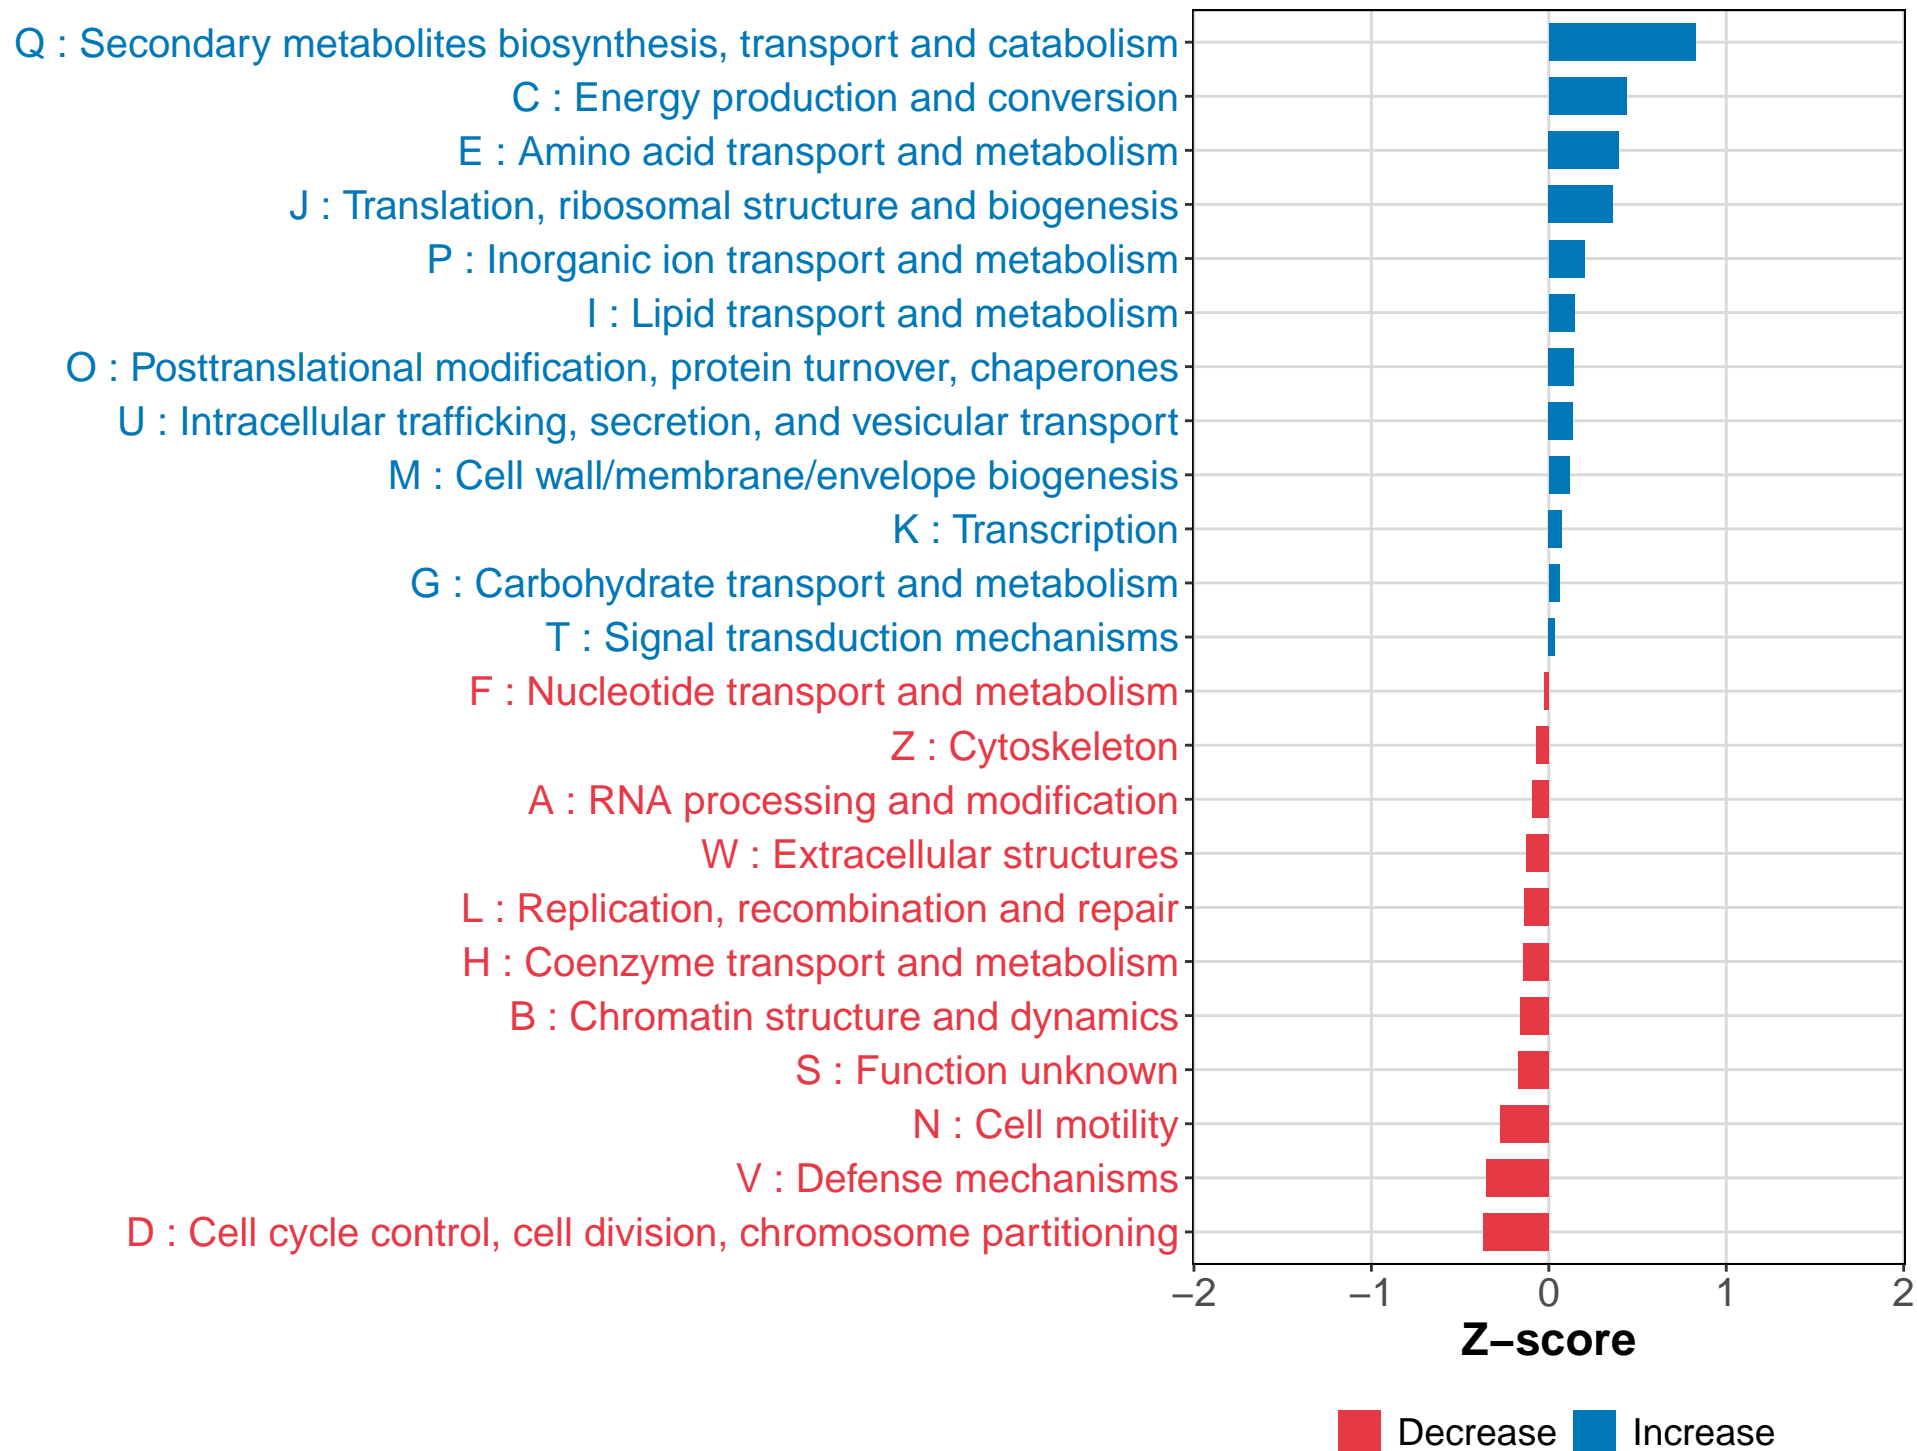 Q : Secondary metabolites biosynthesis, transport and catabolism
C : Energy production and conversion
E : Amino acid transport and metabolism
J : Translation, ribosomal structure and biogenesis
P : Inorganic ion transport and metabolism
I : Lipid transport and metabolism
O : Posttranslational modification, protein turnover, chaperones
U : Intracellular trafficking, secretion, and vesicular transport
M : Cell wall/membrane/envelope biogenesis
K : Transcription
G : Carbohydrate transport and metabolism
T : Signal transduction mechanisms
F : Nucleotide transport and metabolism
Z : Cytoskeleton
A : RNA processing and modification
W : Extracellular structures
L : Replication, recombination and repair
H : Coenzyme transport and metabolism
B : Chromatin structure and dynamics
S : Function unknown
N : Cell motility
V : Defense mechanisms
D : Cell cycle control, cell division, chromosome partitioning
−2 −1 0 1 2
Z−score
Decrease Increase